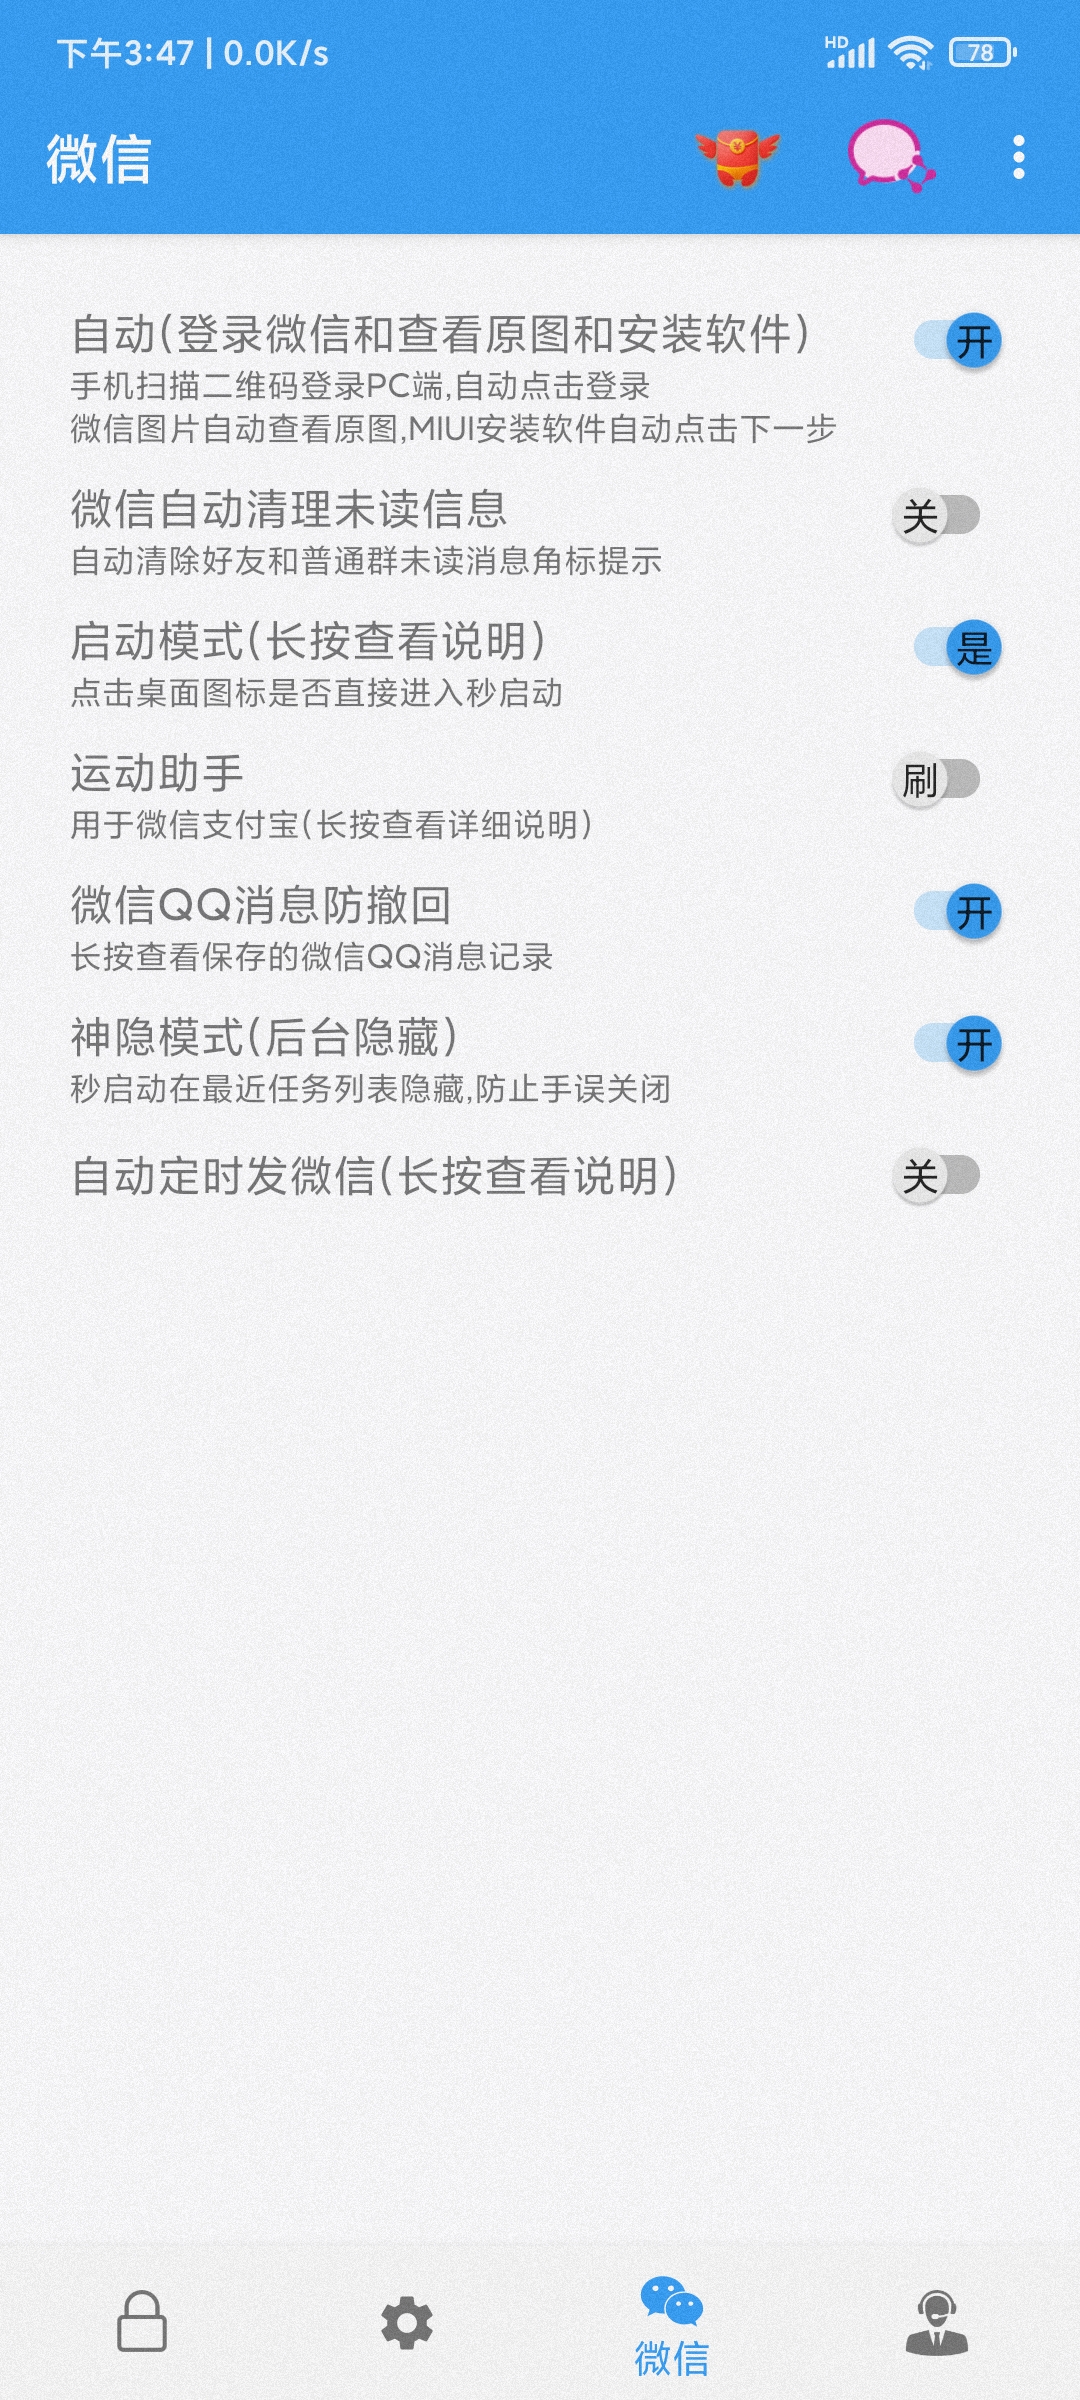 下午3:47 | 0.0K/s
HD
78
微信
自动(登录微信和查看原图和安装软件)
开
手机扫描二维码登录PC端,自动点击登录
微信图片自动查看原图,MIUI安装软件自动点击下一步
微信自动清理未读信息
关
自动清除好友和普通群未读消息角标提示
启动模式(长按查看说明)
是
点击桌面图标是否直接进入秒启动
运动助手
刷
用于微信支付宝(长按查看详细说明)
微信QQ消息防撤回
开
长按查看保存的微信QQ消息记录
神隐模式(后台隐藏)
开
秒启动在最近任务列表隐藏,防止手误关闭
自动定时发微信(长按查看说明)
关
微信